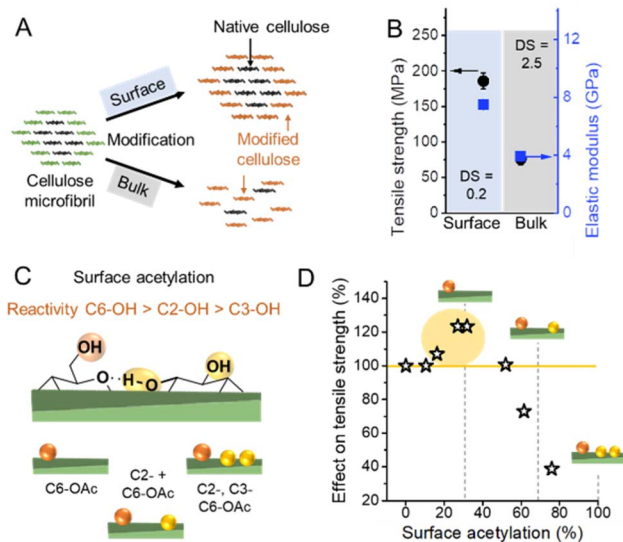 A
Native cellulose
Surface
Modification
Bulk
Cellulose
microfibril
Modified
cellulose
B
Tensile strength (MPa)
250
200
150
100
50
0
DS =
2.5
DS =
0.2
Surface Bulk
12
8
4
0
Elastic modulus (GPa)
C
Surface acetylation
Reactivity C6-OH > C2-OH > C3-OH
OH
O
H
O
OH
C6-OAc
C2- +
C6-OAc
C2-, C3-
C6-OAc
D
Effect on tensile strength (%)
140
120
100
80
60
40
20
0 20 40 60 80 100
Surface acetylation (%)